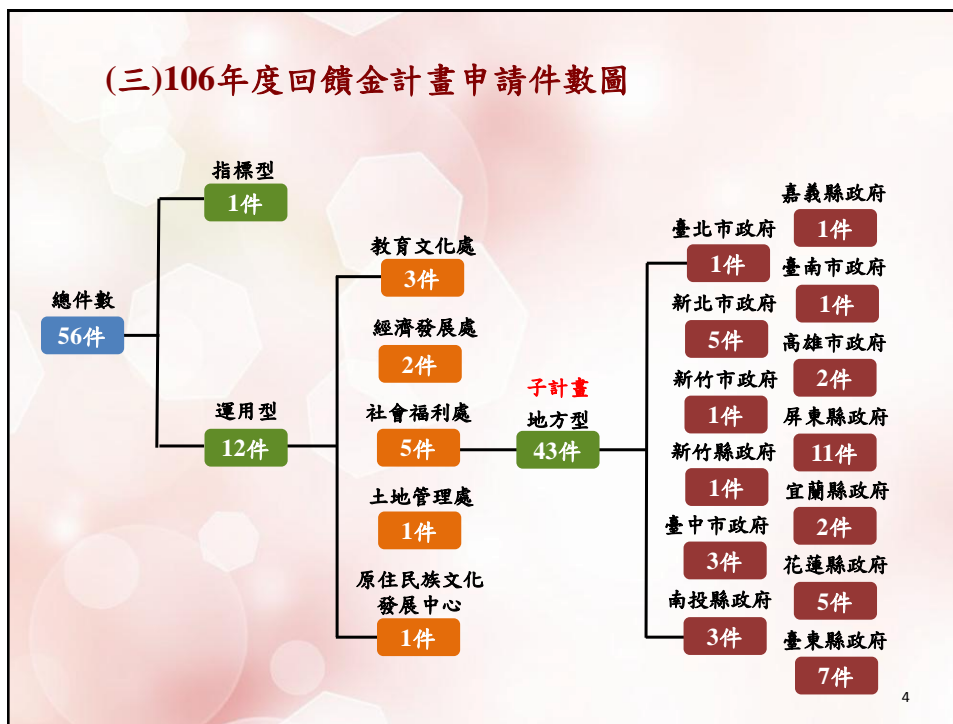 (三)106年度回饋金計畫申請件數圖
總件數
56件
指標型
1件
運用型
12件
教育文化處
3件
經濟發展處
2件
社會福利處
5件
土地管理處
1件
原住民族文化
發展中心
1件
子計畫
地方型
43件
臺北市政府
1件
新北市政府
5件
新竹市政府
1件
新竹縣政府
1件
臺中市政府
3件
南投縣政府
3件
嘉義縣政府
1件
臺南市政府
1件
高雄市政府
2件
屏東縣政府
11件
宜蘭縣政府
2件
花蓮縣政府
5件
臺東縣政府
7件
4